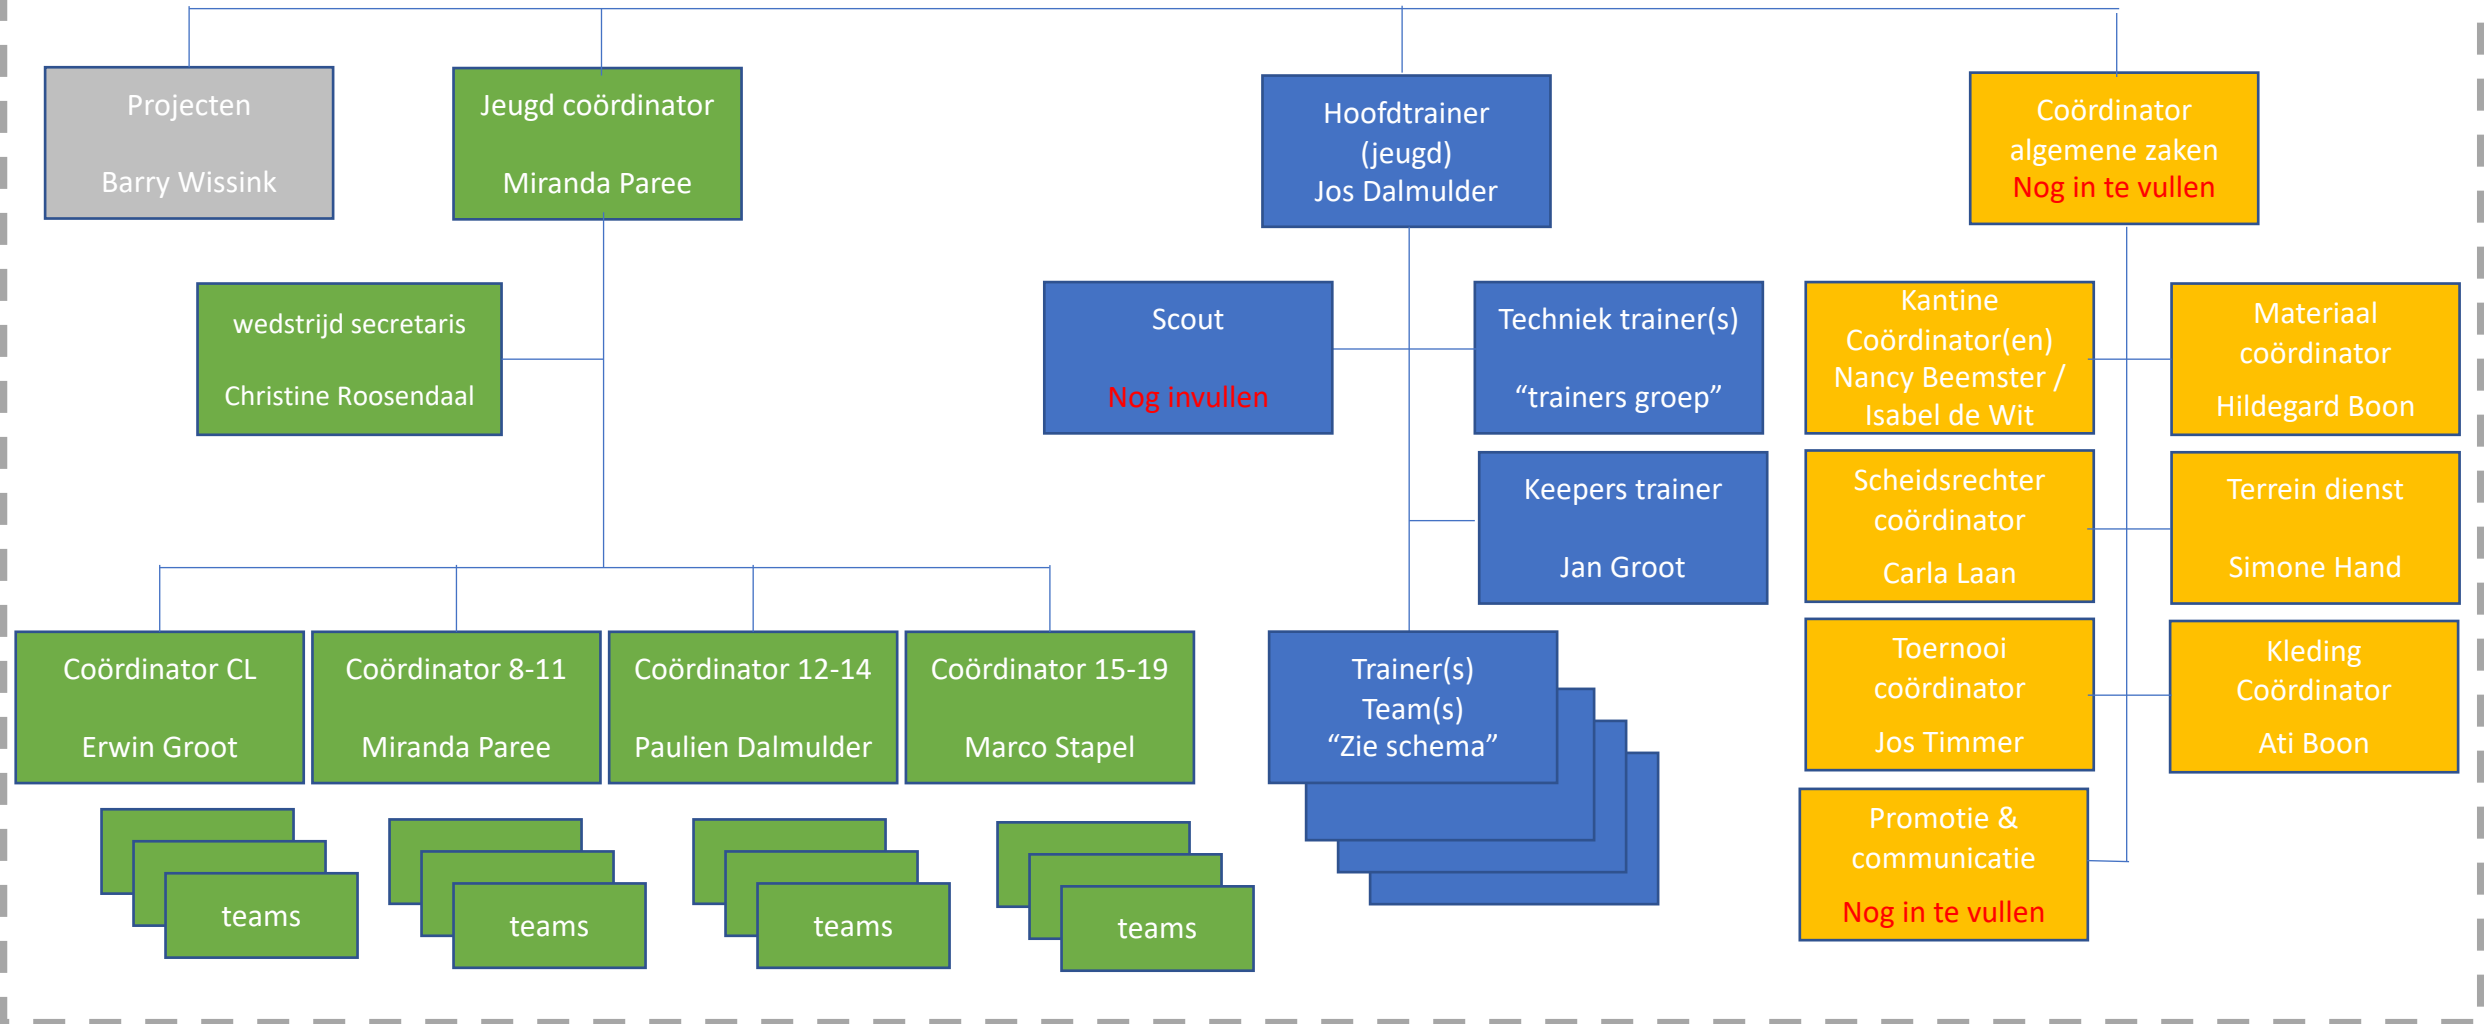 Projecten
Barry Wissink
Jeugd coördinator
Miranda Paree
Hoofdtrainer
(jeugd)
Jos Dalmulder
Coördinator
algemene zaken
Nog in te vullen
wedstrijd secretaris
Christine Roosendaal
Scout
Nog invullen
Techniek trainer(s)
“trainers groep”
Kantine
Coördinator(en)
Nancy Beemster /
Isabel de Wit
Materiaal
coördinator
Hildegard Boon
Keepers trainer
Jan Groot
Scheidsrechter
coördinator
Carla Laan
Terrein dienst
Simone Hand
Coördinator CL
Erwin Groot
Coördinator 8-11
Miranda Paree
Coördinator 12-14
Paulien Dalmulder
Coördinator 15-19
Marco Stapel
Trainer(s)
Team(s)
“Zie schema”
Toernooi
coördinator
Jos Timmer
Kleding
Coördinator
Ati Boon
Promotie &
communicatie
Nog in te vullen
teams
teams
teams
teams